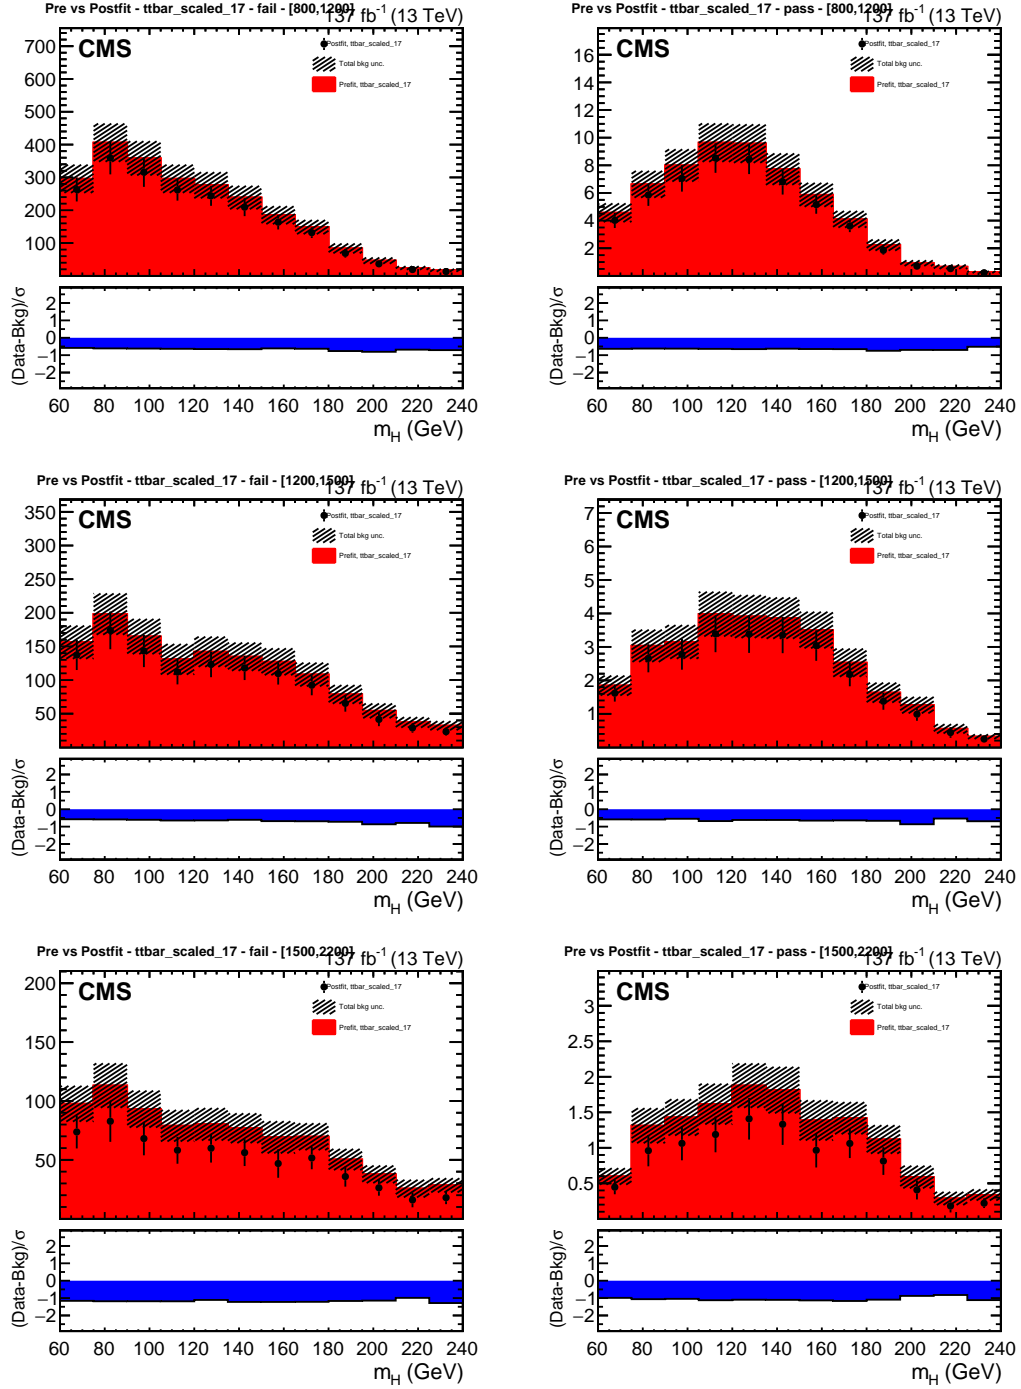 Pre vs Postfit - ttbar_scaled_17 - fail - [800,1200]
137 fb-1 (13 TeV)
CMS
Postfit, ttbar_scaled_17
Total bkg unc.
Prefit, ttbar_scaled_17
700
600
500
400
300
200
100
(Data-Bkg)/σ
2
1
0
−1
−2
60 80 100 120 140 160 180 200 220 240
m_H (GeV)
Pre vs Postfit - ttbar_scaled_17 - pass - [800,1200]
137 fb-1 (13 TeV)
CMS
Postfit, ttbar_scaled_17
Total bkg unc.
Prefit, ttbar_scaled_17
16
14
12
10
8
6
4
2
(Data-Bkg)/σ
2
1
0
−1
−2
60 80 100 120 140 160 180 200 220 240
m_H (GeV)
Pre vs Postfit - ttbar_scaled_17 - fail - [1200,1500]
137 fb-1 (13 TeV)
CMS
Postfit, ttbar_scaled_17
Total bkg unc.
Prefit, ttbar_scaled_17
350
300
250
200
150
100
50
(Data-Bkg)/σ
2
1
0
−1
−2
60 80 100 120 140 160 180 200 220 240
m_H (GeV)
Pre vs Postfit - ttbar_scaled_17 - pass - [1200,1500]
137 fb-1 (13 TeV)
CMS
Postfit, ttbar_scaled_17
Total bkg unc.
Prefit, ttbar_scaled_17
7
6
5
4
3
2
1
(Data-Bkg)/σ
2
1
0
−1
−2
60 80 100 120 140 160 180 200 220 240
m_H (GeV)
Pre vs Postfit - ttbar_scaled_17 - fail - [1500,2200]
137 fb-1 (13 TeV)
CMS
Postfit, ttbar_scaled_17
Total bkg unc.
Prefit, ttbar_scaled_17
200
150
100
50
(Data-Bkg)/σ
2
1
0
−1
−2
60 80 100 120 140 160 180 200 220 240
m_H (GeV)
Pre vs Postfit - ttbar_scaled_17 - pass - [1500,2200]
137 fb-1 (13 TeV)
CMS
Postfit, ttbar_scaled_17
Total bkg unc.
Prefit, ttbar_scaled_17
3
2.5
2
1.5
1
0.5
(Data-Bkg)/σ
2
1
0
−1
−2
60 80 100 120 140 160 180 200 220 240
m_H (GeV)